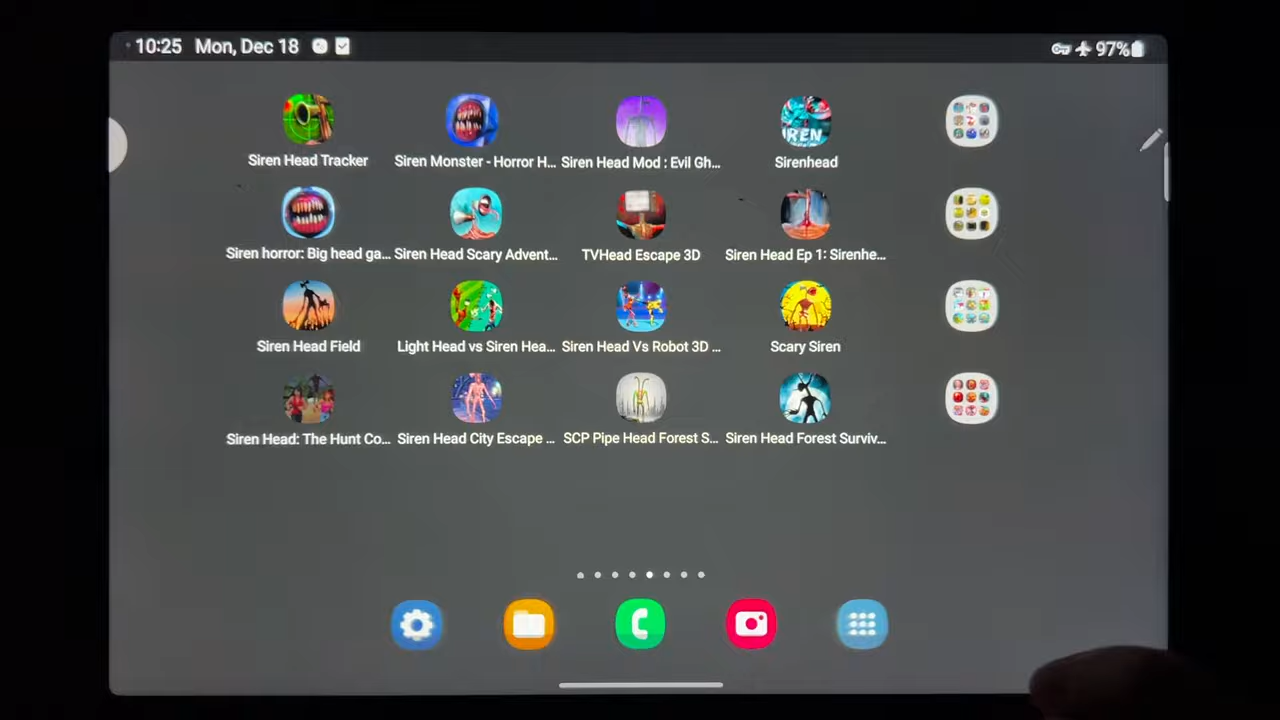 10:25 Mon, Dec 18
97%
Siren Head Tracker
Siren Monster - Horror H...
Siren Head Mod : Evil Gh...
Sirenhead
IREN
Siren horror: Big head ga...
Siren Head Scary Advent...
TVHead Escape 3D
Siren Head Ep 1: Sirenhe...
Siren Head Field
Light Head vs Siren Hea...
Siren Head Vs Robot 3D ...
Scary Siren
Siren Head: The Hunt Co...
Siren Head City Escape ...
SCP Pipe Head Forest S...
Siren Head Forest Surviv...